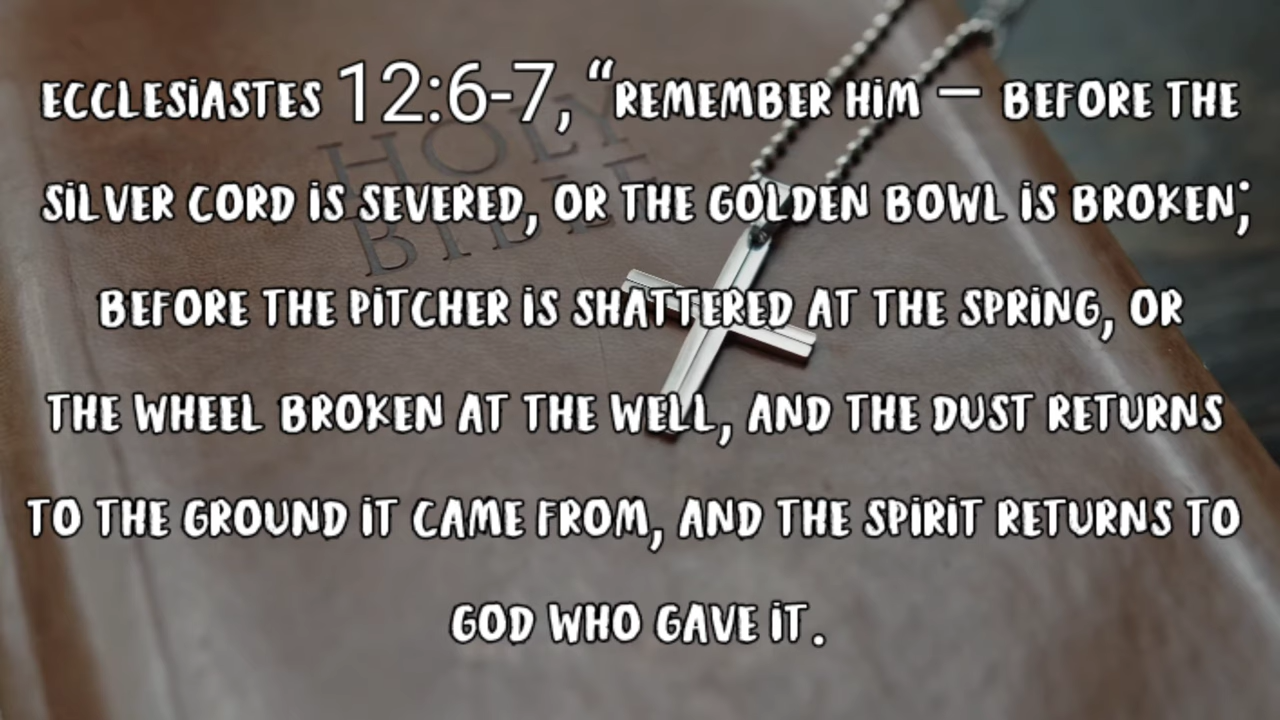 ECCLESIASTES 12:6-7, “REMEMBER HIM — BEFORE THE
SILVER CORD IS SEVERED, OR THE GOLDEN BOWL IS BROKEN;
BEFORE THE PITCHER IS SHATTERED AT THE SPRING, OR
THE WHEEL BROKEN AT THE WELL, AND THE DUST RETURNS
TO THE GROUND IT CAME FROM, AND THE SPIRIT RETURNS TO
GOD WHO GAVE IT.
HOLY
BIBLE